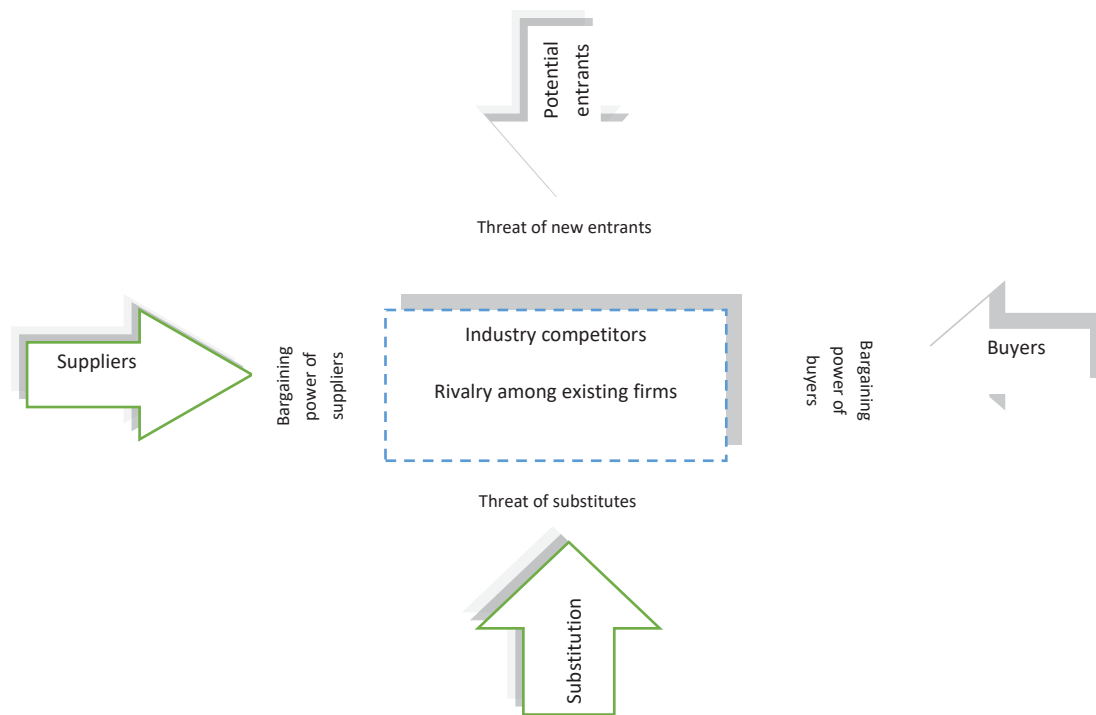 Potential
entrants
Threat of new entrants
Suppliers
Bargaining
power of
suppliers
Industry competitors
Rivalry among existing firms
Bargaining
power of
buyers
Buyers
Threat of substitutes
Substitution